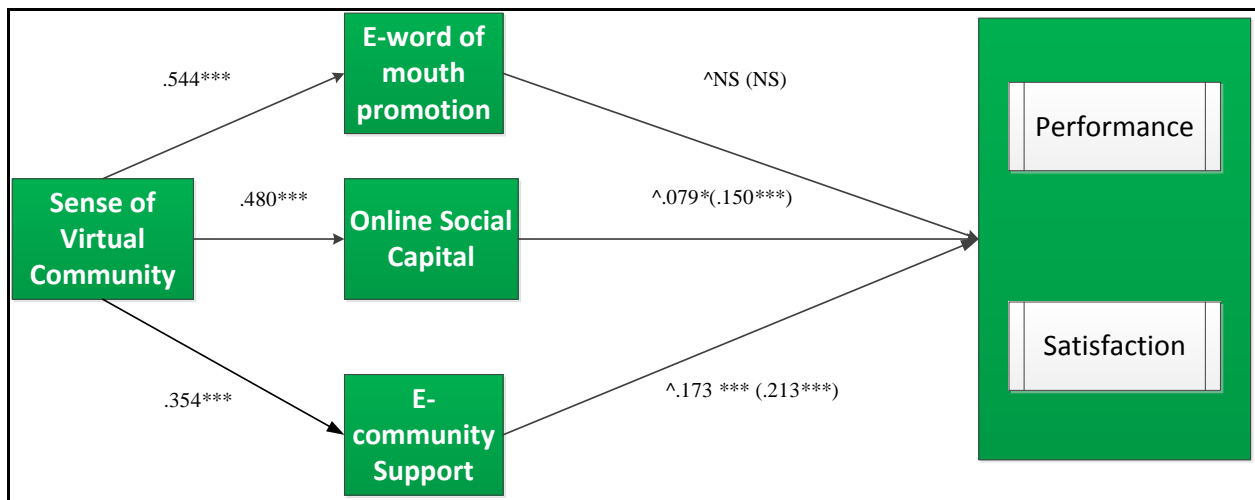 E-word of
mouth
promotion
.544***
^NS (NS)
Performance
Sense of
Virtual
Community
.480***
Online Social
Capital
^.079*(.150***)
Satisfaction
.354***
E-
community
Support
^.173 *** (.213***)